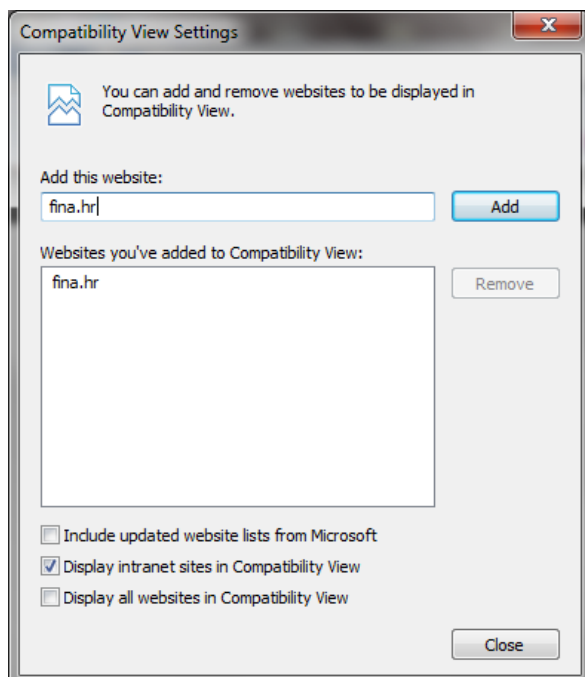 Compatibility View Settings
You can add and remove websites to be displayed in
Compatibility View.
Add this website:
fina.hr
Add
Websites you've added to Compatibility View:
fina.hr
Remove
Include updated website lists from Microsoft
Display intranet sites in Compatibility View
Display all websites in Compatibility View
Close